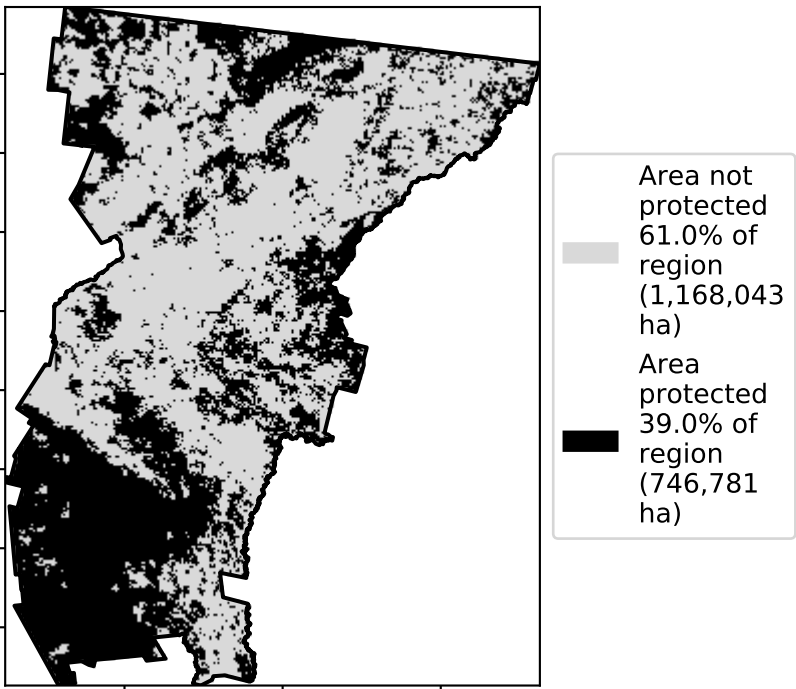 Area not
protected
61.0% of
region
(1,168,043
ha)
Area
protected
39.0% of
region
(746,781
ha)